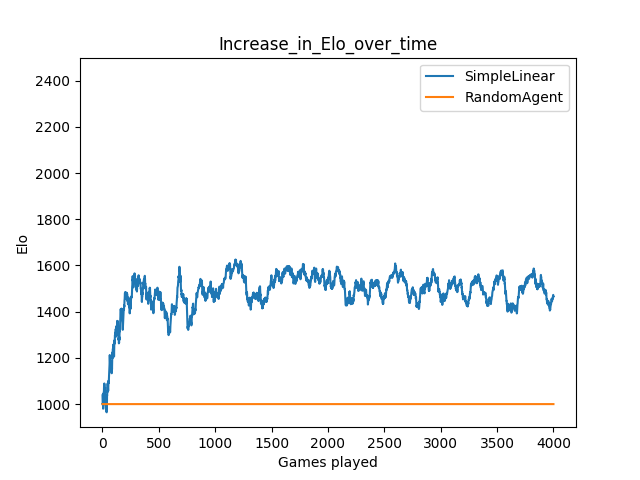 Increase_in_Elo_over_time
SimpleLinear
RandomAgent
2400
2200
2000
1800
1600
1400
1200
1000
Elo
0 500 1000 1500 2000 2500 3000 3500 4000
Games played